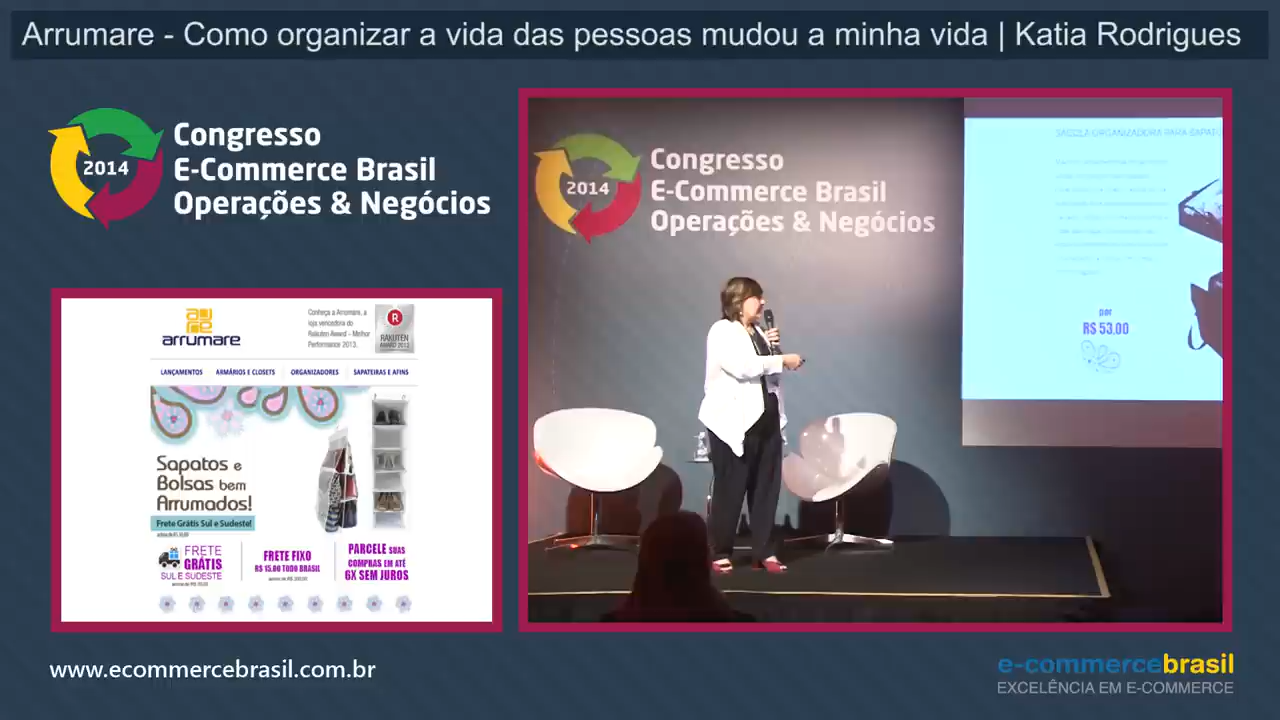 Arrumare - Como organizar a vida das pessoas mudou a minha vida | Katia Rodrigues
2014
Congresso
E-Commerce Brasil
Operações & Negócios
2014
Congresso
E-Commerce Brasil
Operações & Negócios
SACOLA ORGANIZADORA PARA
por
R$ 53,00
arrumare
Conheça a Arrumare, a
loja vencedora do
Rakuten Award – Melhor
Performance 2013.
R
RAKUTEN
AWARD 2013
LANÇAMENTOS ARMÁRIOS E CLOSETS ORGANIZADORES SAPATEIRAS E AFINS
Sapatos e
Bolsas bem
Arrumados!
Frete Grátis Sul e Sudeste!
FRETE
GRÁTIS
SUL E SUDESTE
FRETE FIXO
R$ 15,00 TODO BRASIL
PARCELE SUAS
COMPRAS EM ATÉ
6X SEM JUROS
www.ecommercebrasil.com.br
e-commercebrasil
EXCELÊNCIA EM E-COMMERCE